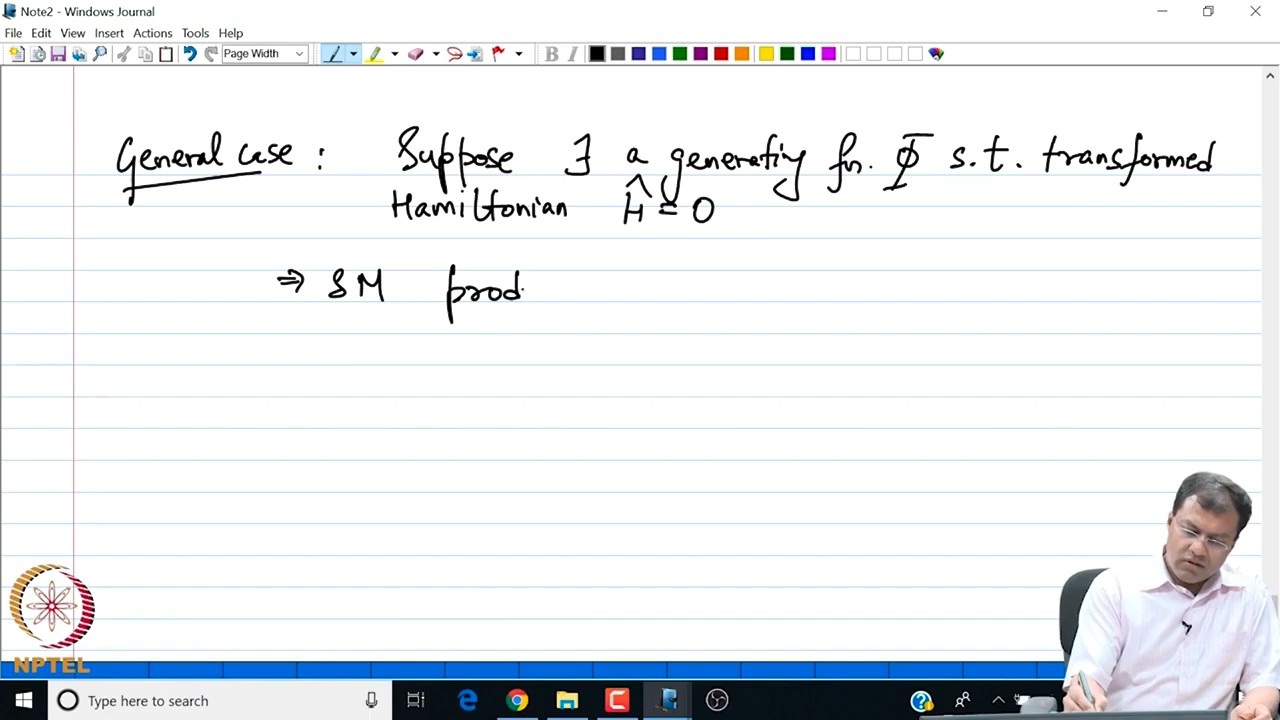 Note2 - Windows Journal
File Edit View Insert Actions Tools Help
Page Width B I
General case : Suppose ∃ a generating fn. Φ s.t. transformed
Hamiltonian Ĥ = 0
⇒ SM prod
NPTEL
Type here to search